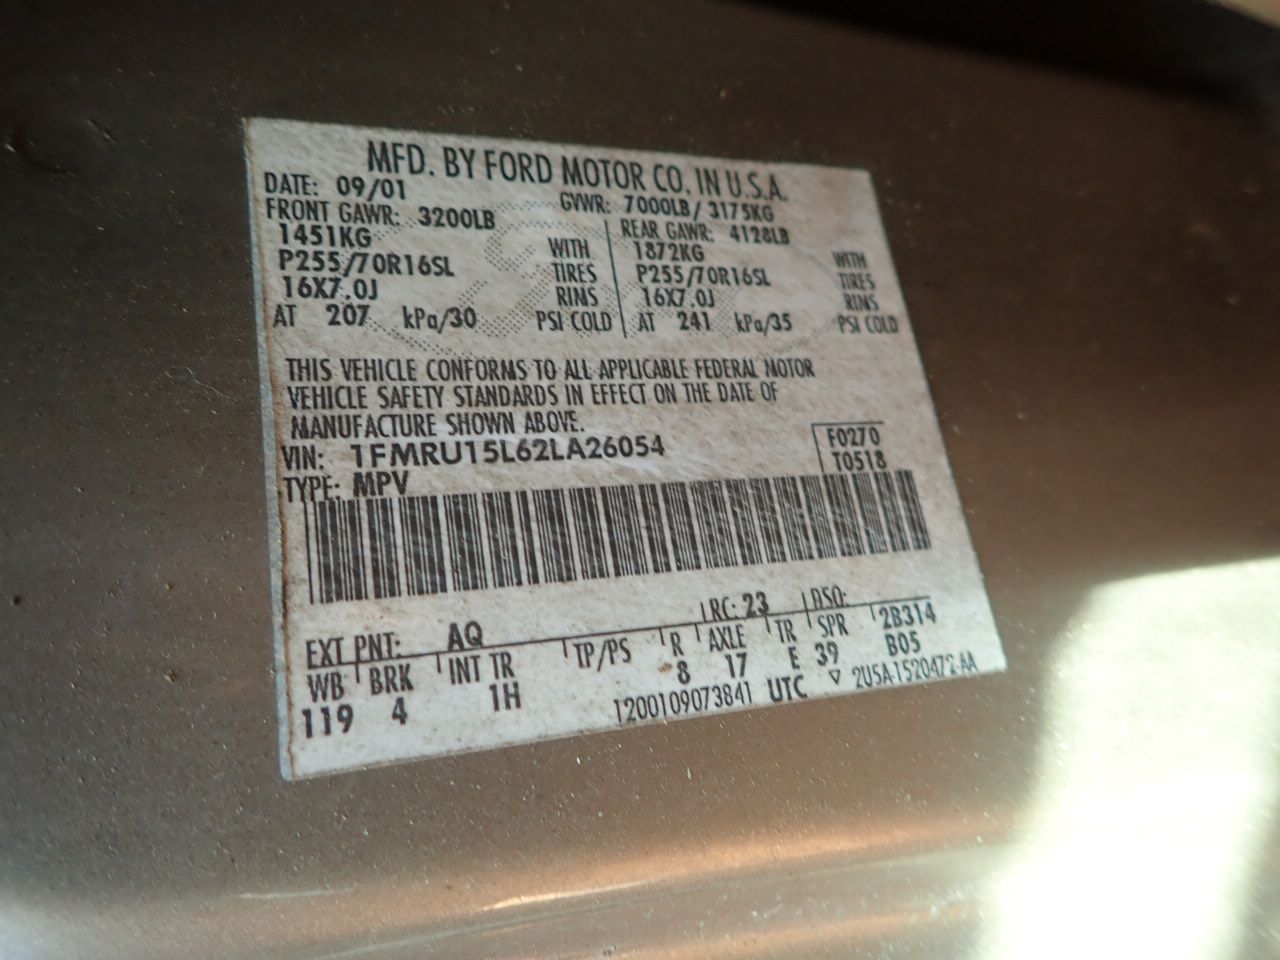 MFD. BY FORD MOTOR CO. IN U.S.A.
DATE: 09/01 GVWR: 7000LB/ 3175KG
FRONT GAWR: 3200LB REAR GAWR: 4128LB
1451KG WITH 1872KG WITH
P255/70R16SL TIRES P255/70R16SL TIRES
16X7.0J RIMS 16X7.0J RIMS
AT 207 kPa/30 PSI COLD AT 241 kPa/35 PSI COLD
THIS VEHICLE CONFORMS TO ALL APPLICABLE FEDERAL MOTOR
VEHICLE SAFETY STANDARDS IN EFFECT ON THE DATE OF
MANUFACTURE SHOWN ABOVE.
VIN: 1FMRU15L62LA26054 F0270
TYPE: MPV T0518
EXT PNT: AQ RC: 23 DSO:
WB BRK INT TR TP/PS R AXLE TR SPR 2B314
119 4 1H 8 17 E 39 B05
1200109073841 UTC ▽ 2U5A-1520472-AA